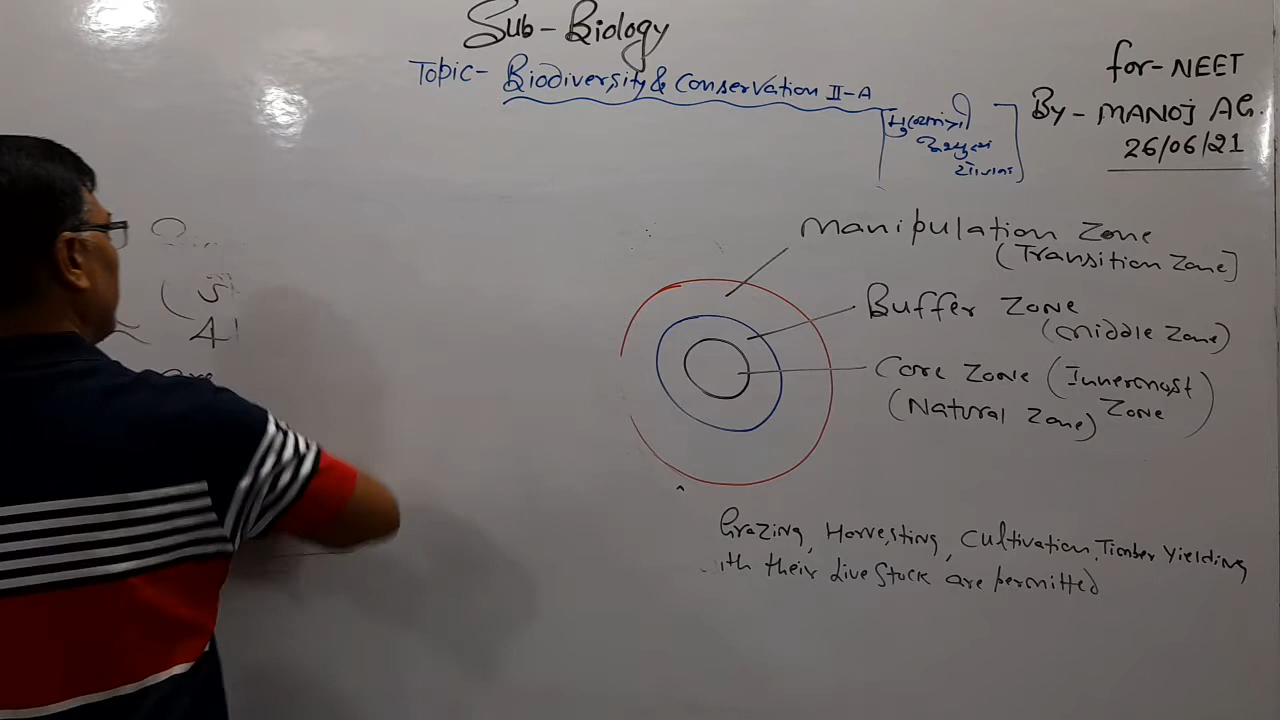 Sub - Biology
Topic - Biodiversity & Conservation II-A
For - NEET
By - MANOJ AG.
26/06/21
Manipulation Zone
(Transition Zone]
Buffer Zone
(Middle Zone)
Core Zone (Innermost Zone)
(Natural Zone)
Grazing, Harvesting, Cultivation, Timber Yielding
their Live Stock are permitted